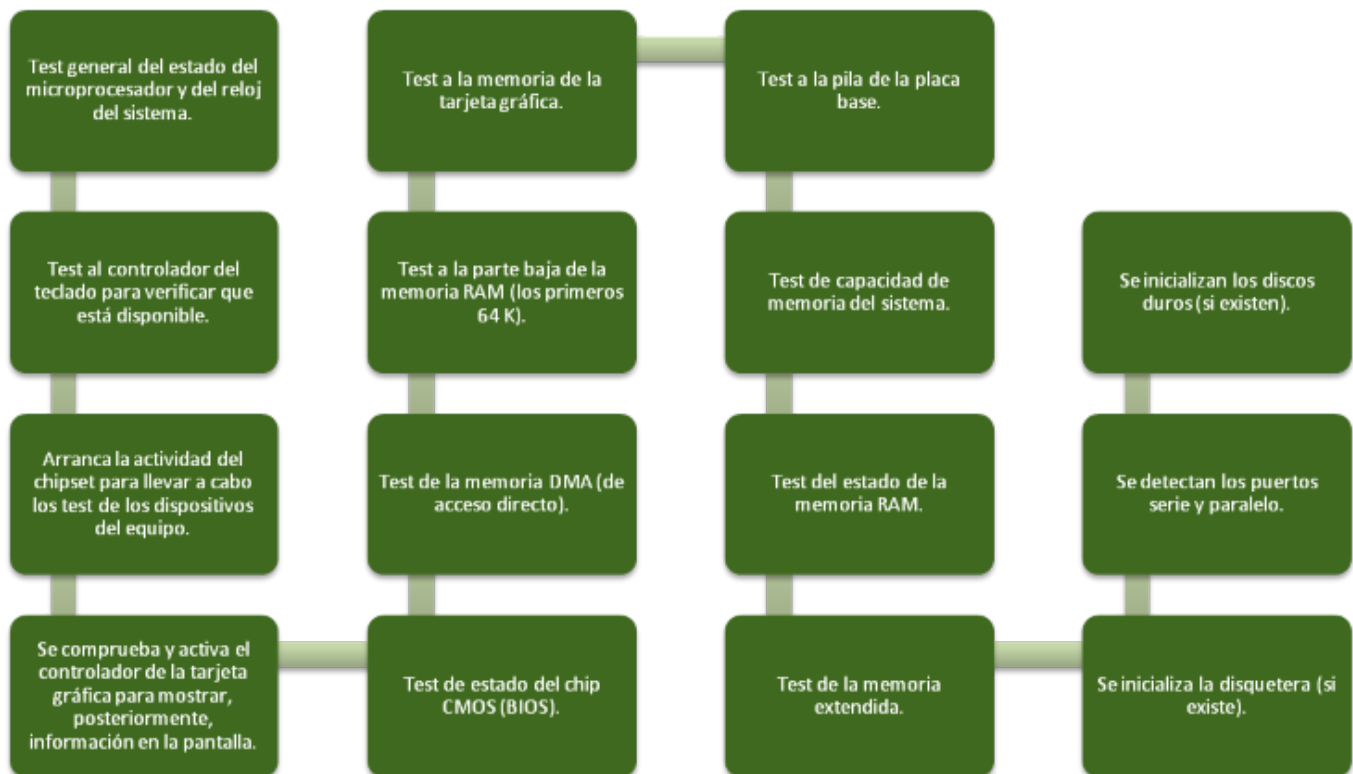 Test general del estado del
microprocesador y del reloj
del sistema.
Test al controlador del
teclado para verificar que
está disponible.
Arranca la actividad del
chipset para llevar a cabo
los test de los dispositivos
del equipo.
Se comprueba y activa el
controlador de la tarjeta
gráfica para mostrar,
posteriormente,
información en la pantalla.
Test de estado del chip
CMOS (BIOS).
Test de la memoria DMA (de
acceso directo).
Test a la parte baja de la
memoria RAM (los primeros
64 K).
Test a la memoria de la
tarjeta gráfica.
Test a la pila de la placa
base.
Test de capacidad de
memoria del sistema.
Test del estado de la
memoria RAM.
Test de la memoria
extendida.
Se inicializa la disquetera (si
existe).
Se detectan los puertos
serie y paralelo.
Se inicializan los discos
duros (si existen).